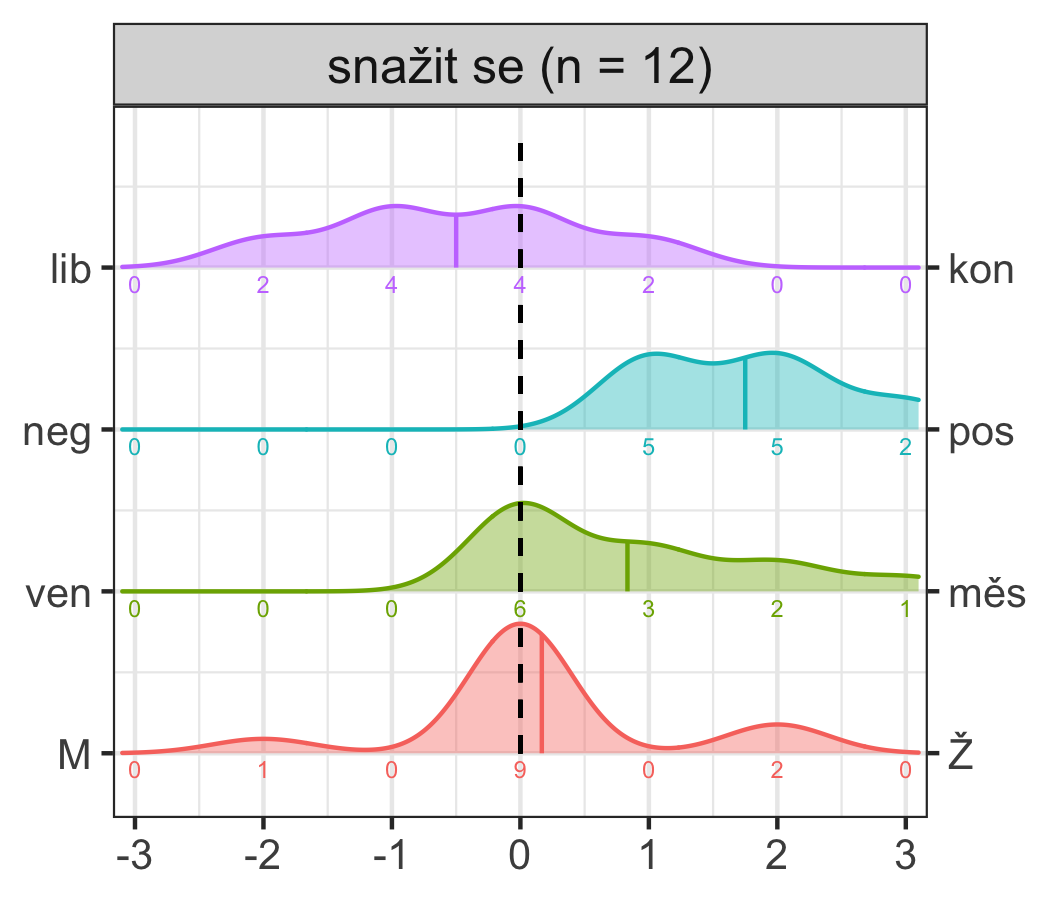 snažit se (n = 12)
lib kon
0 2 4 4 2 0 0
neg pos
0 0 0 0 5 5 2
ven měs
0 0 0 6 3 2 1
M Ž
0 1 0 9 0 2 0
-3 -2 -1 0 1 2 3